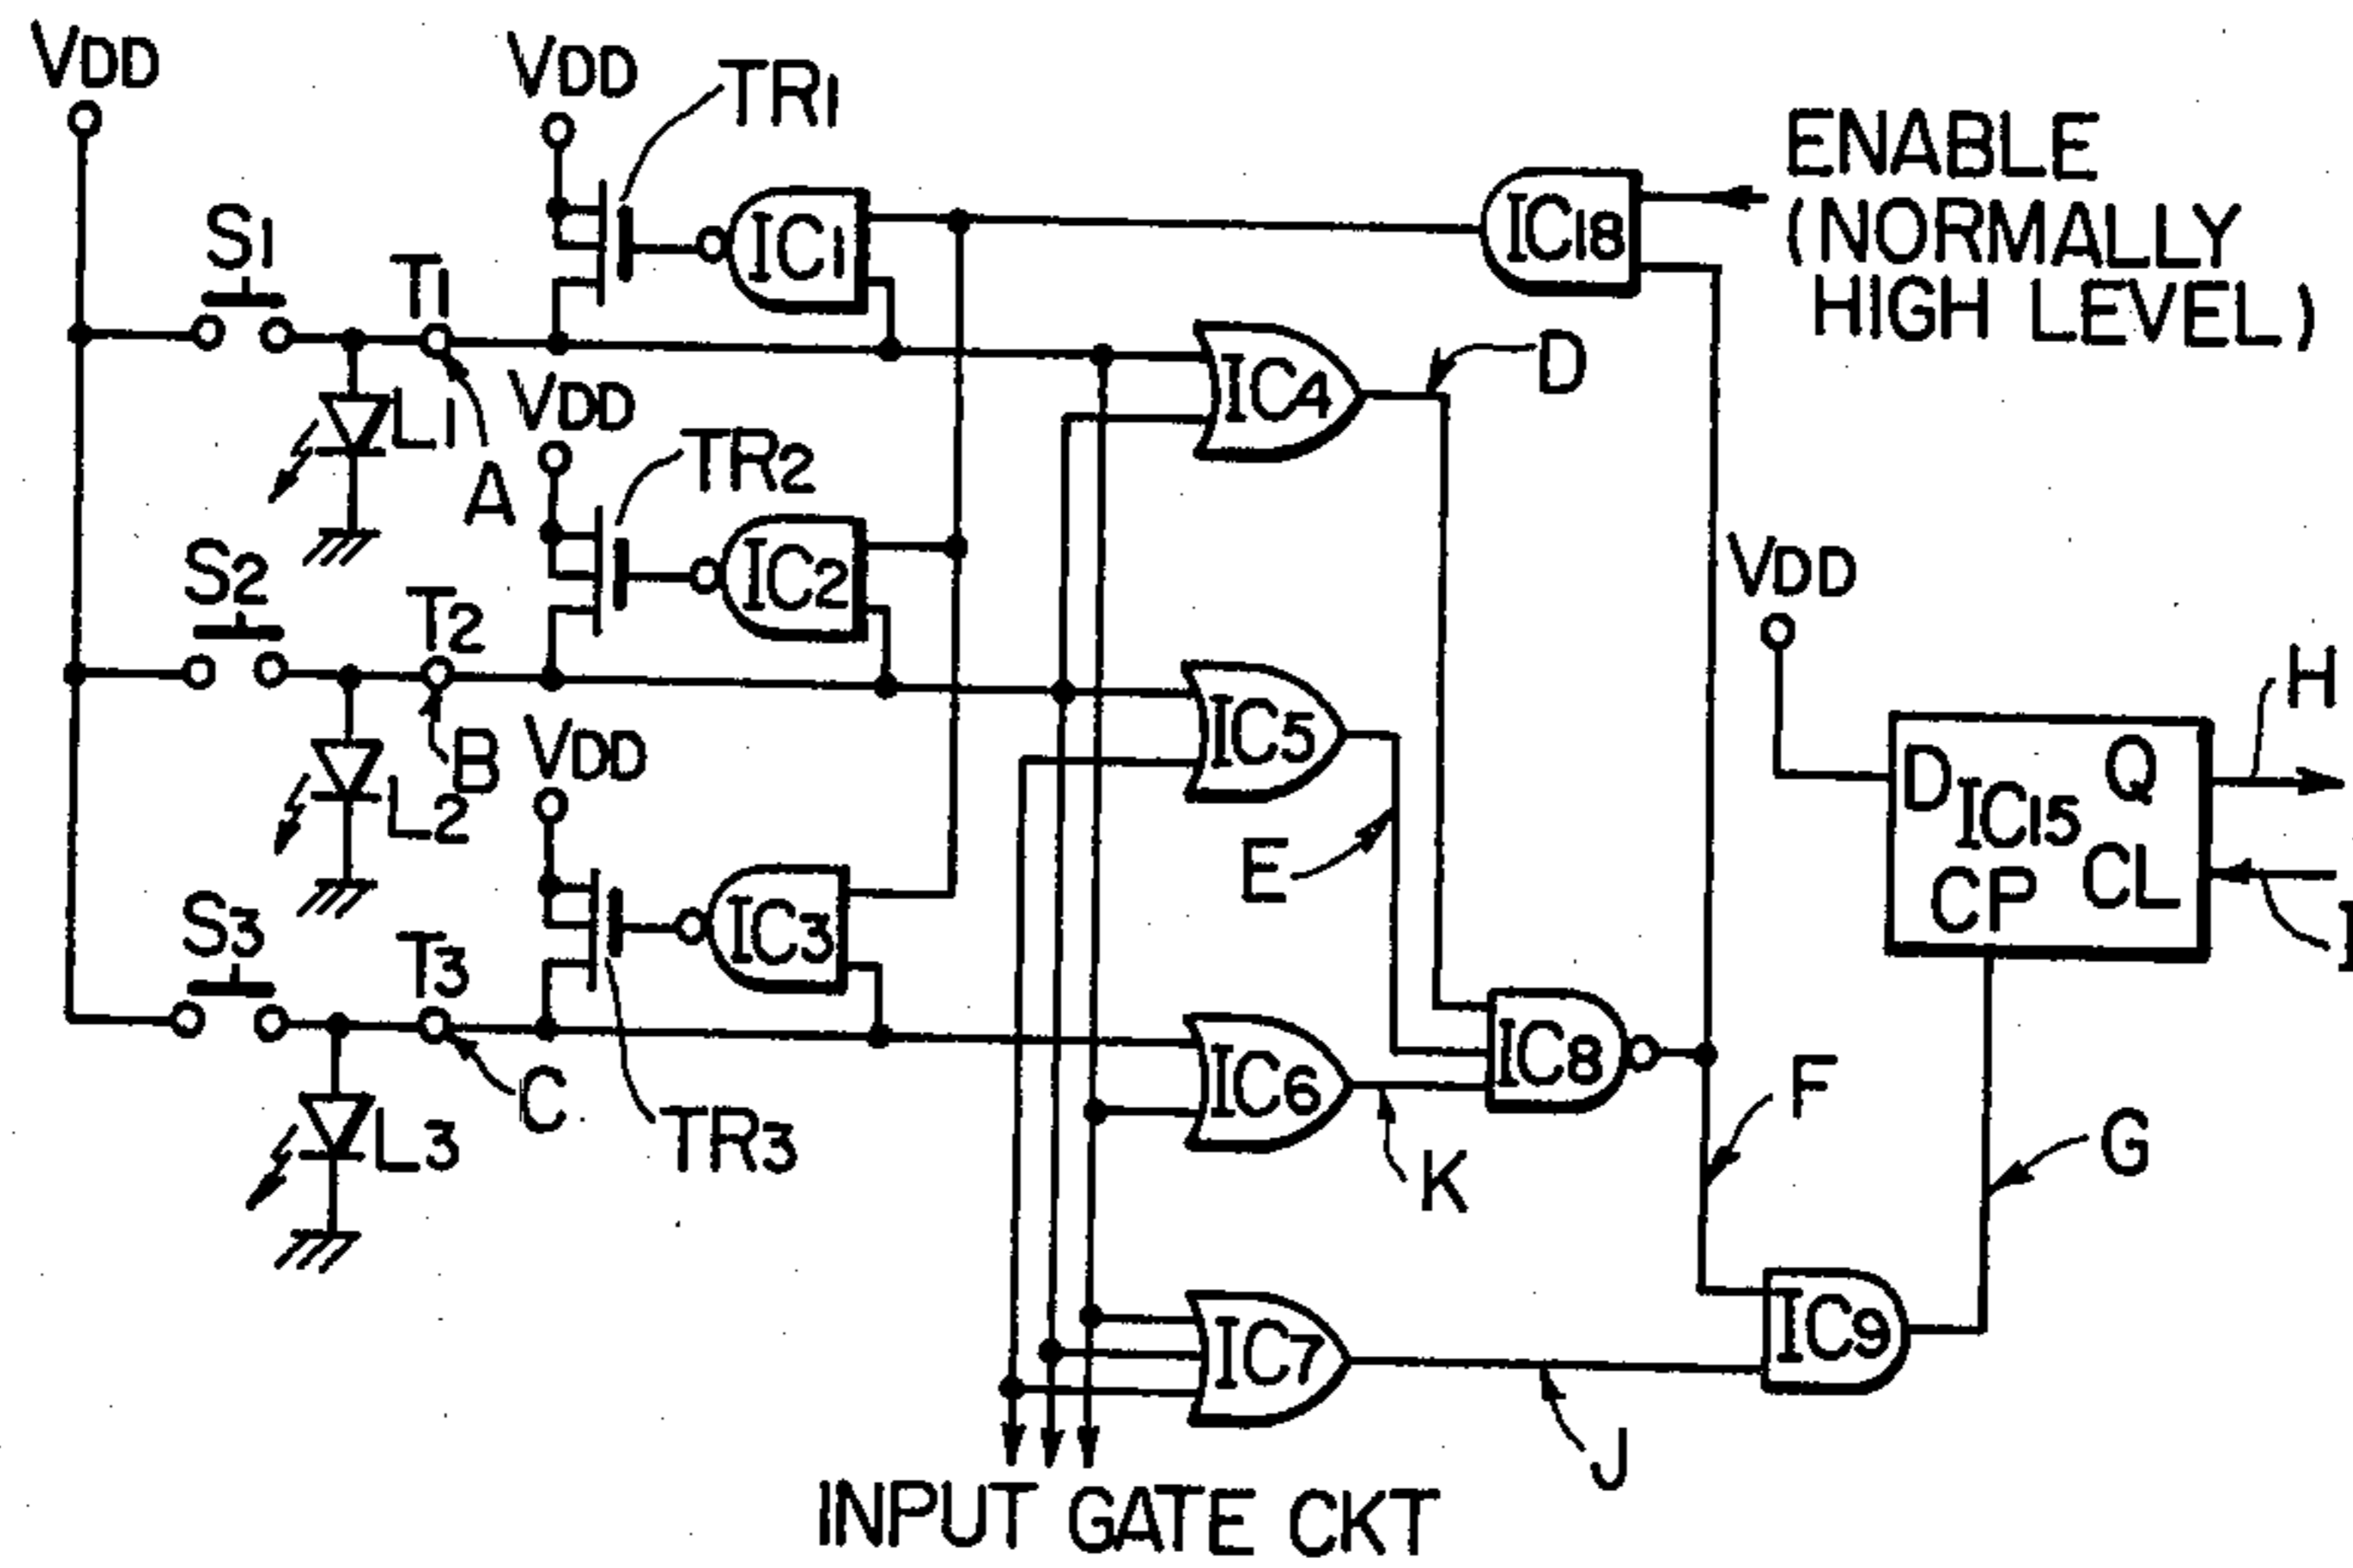 VDD
VDD
TR1
ENABLE
(NORMALLY
HIGH LEVEL)
S1
T1
IC1
IC18
VDD
L1
A
TR2
IC4
D
S2
T2
IC2
VDD
B
VDD
L2
IC5
E
D
IC15
Q
CP
CL
H
I
S3
T3
IC3
C
L3
TR3
IC6
K
IC8
F
G
IC7
IC9
J
INPUT GATE CKT